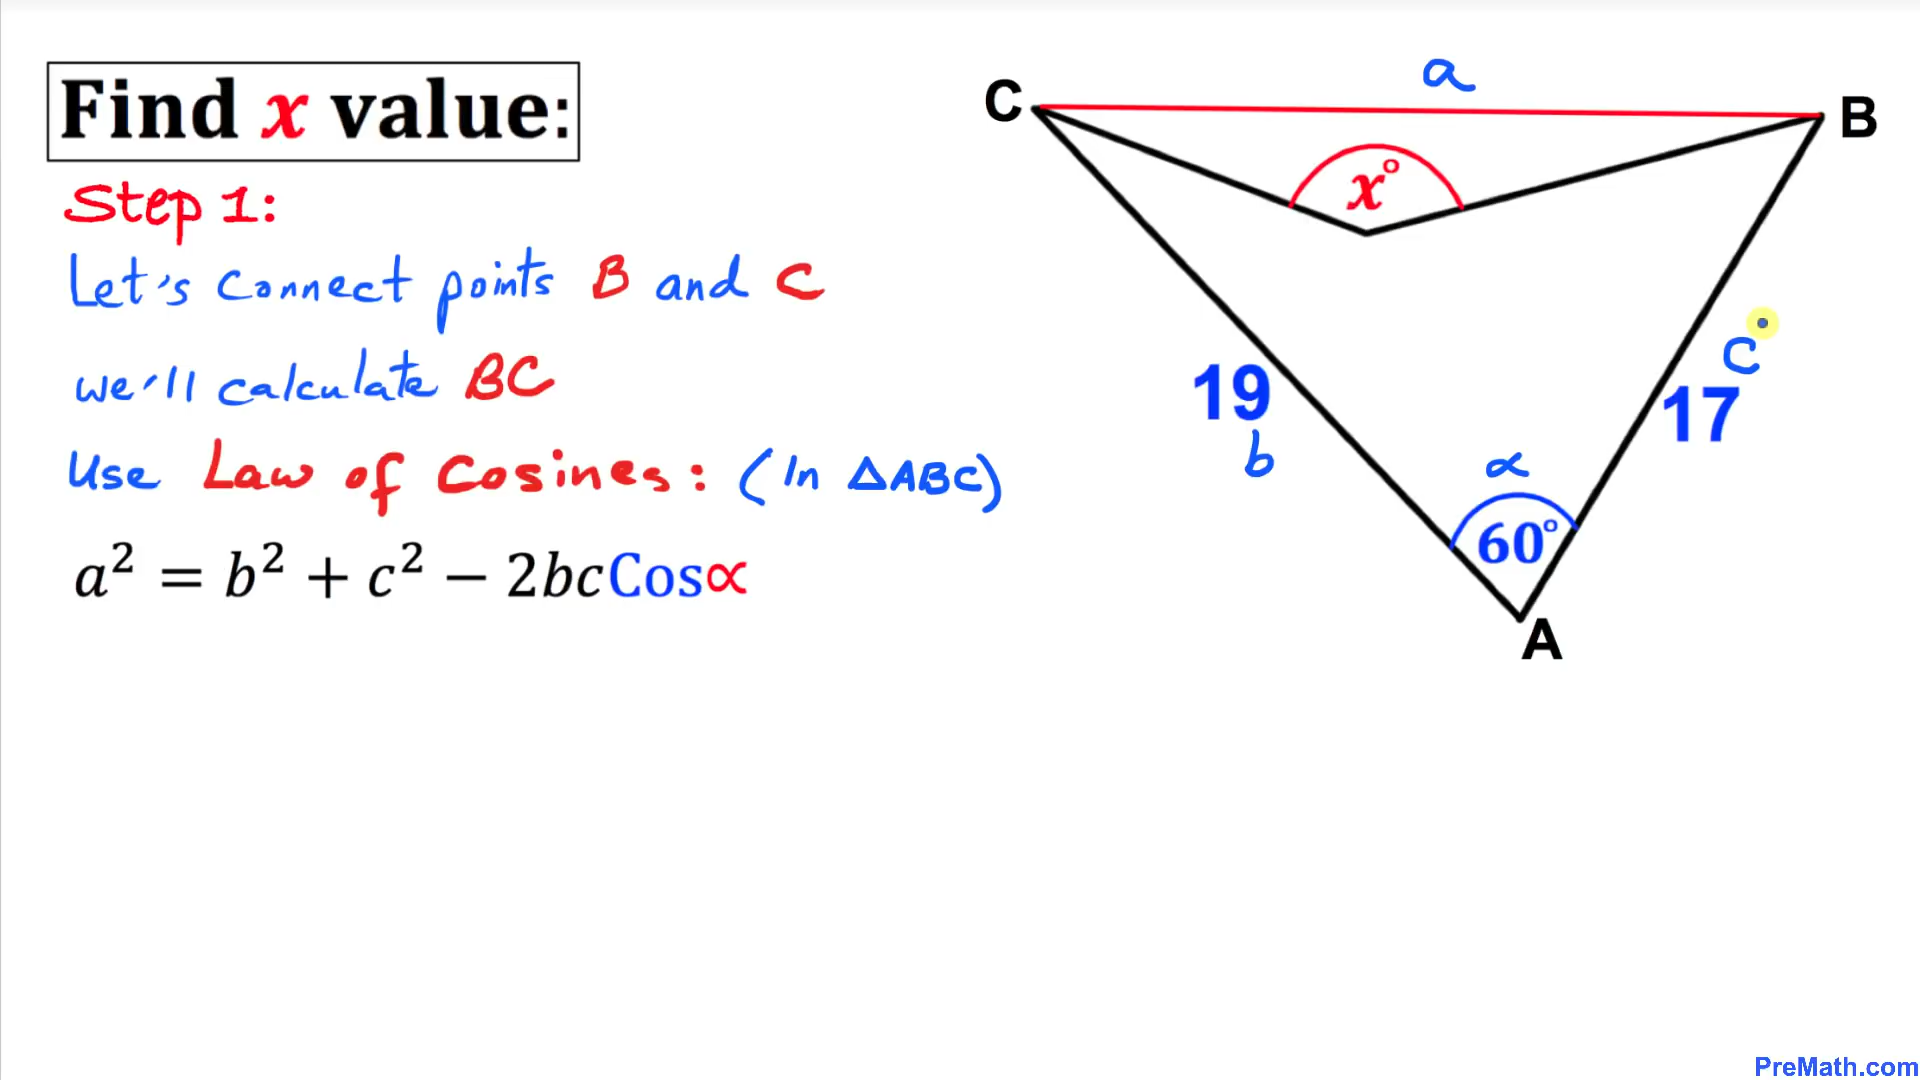 Find x value:
Step 1:
Let's connect points B and C
we'll calculate BC
Use Law of Cosines: (In △ABC)
a² = b² + c² − 2bcCos∝
a
C
B
x°
c
19
17
b
∝
60°
A
PreMath.com